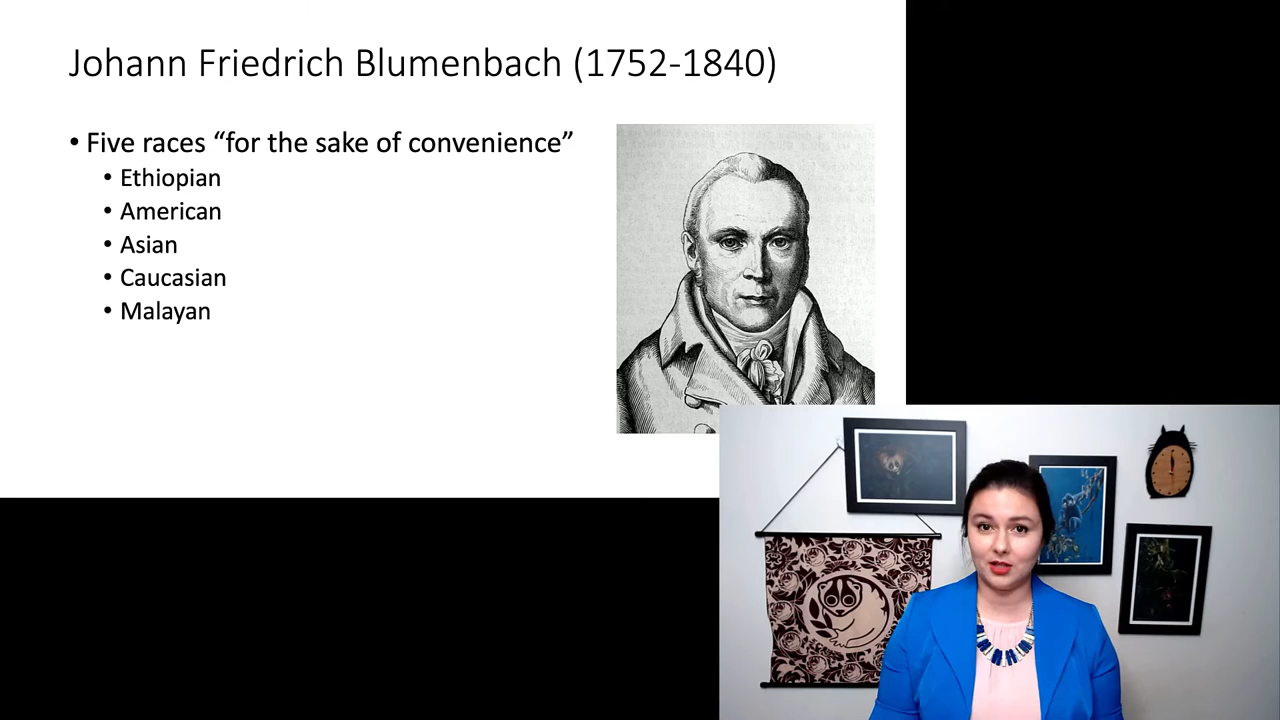 Johann Friedrich Blumenbach (1752-1840)
• Five races “for the sake of convenience”
• Ethiopian
• American
• Asian
• Caucasian
• Malayan